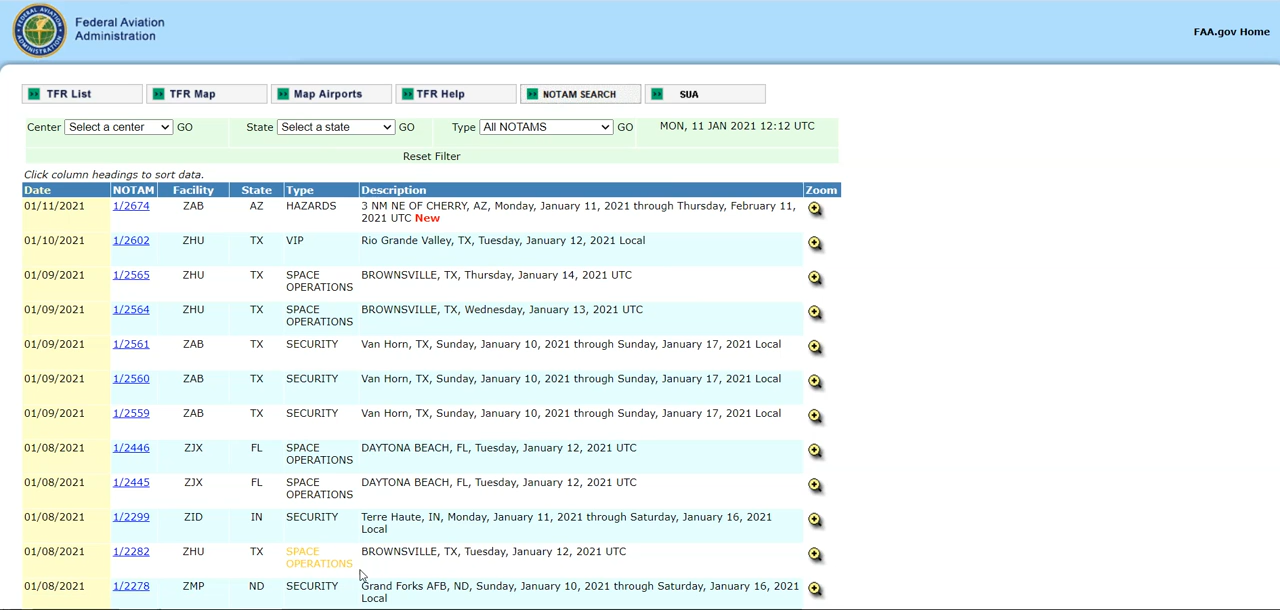 Federal Aviation
Administration
FAA.gov Home
TFR List TFR Map Map Airports TFR Help NOTAM SEARCH SUA
Center Select a center GO State Select a state GO Type All NOTAMS GO MON, 11 JAN 2021 12:12 UTC
Reset Filter
Click column headings to sort data.
Date NOTAM Facility State Type Description Zoom
01/11/2021 1/2674 ZAB AZ HAZARDS 3 NM NE OF CHERRY, AZ, Monday, January 11, 2021 through Thursday, February 11,
2021 UTC New
01/10/2021 1/2602 ZHU TX VIP Rio Grande Valley, TX, Tuesday, January 12, 2021 Local
01/09/2021 1/2565 ZHU TX SPACE BROWNSVILLE, TX, Thursday, January 14, 2021 UTC
OPERATIONS
01/09/2021 1/2564 ZHU TX SPACE BROWNSVILLE, TX, Wednesday, January 13, 2021 UTC
OPERATIONS
01/09/2021 1/2561 ZAB TX SECURITY Van Horn, TX, Sunday, January 10, 2021 through Sunday, January 17, 2021 Local
01/09/2021 1/2560 ZAB TX SECURITY Van Horn, TX, Sunday, January 10, 2021 through Sunday, January 17, 2021 Local
01/09/2021 1/2559 ZAB TX SECURITY Van Horn, TX, Sunday, January 10, 2021 through Sunday, January 17, 2021 Local
01/08/2021 1/2446 ZJX FL SPACE DAYTONA BEACH, FL, Tuesday, January 12, 2021 UTC
OPERATIONS
01/08/2021 1/2445 ZJX FL SPACE DAYTONA BEACH, FL, Tuesday, January 12, 2021 UTC
OPERATIONS
01/08/2021 1/2299 ZID IN SECURITY Terre Haute, IN, Monday, January 11, 2021 through Saturday, January 16, 2021
Local
01/08/2021 1/2282 ZHU TX SPACE BROWNSVILLE, TX, Tuesday, January 12, 2021 UTC
OPERATIONS
01/08/2021 1/2278 ZMP ND SECURITY Grand Forks AFB, ND, Sunday, January 10, 2021 through Saturday, January 16, 2021
Local